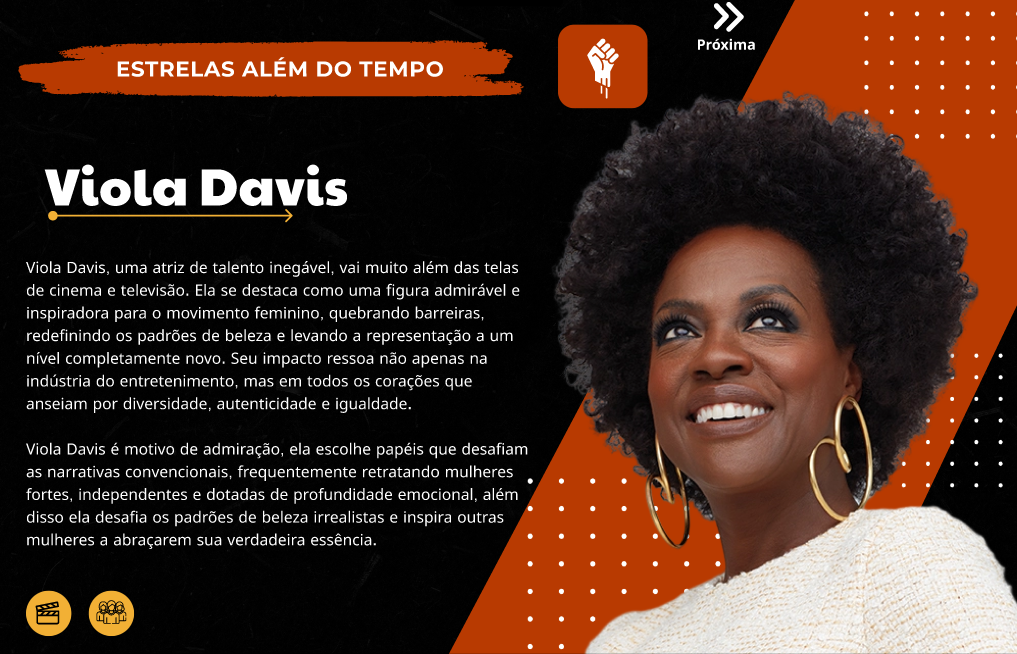 Próxima
ESTRELAS ALÉM DO TEMPO
Viola Davis
Viola Davis, uma atriz de talento inegável, vai muito além das telas
de cinema e televisão. Ela se destaca como uma figura admirável e
inspiradora para o movimento feminino, quebrando barreiras,
redefinindo os padrões de beleza e levando a representação a um
nível completamente novo. Seu impacto ressoa não apenas na
indústria do entretenimento, mas em todos os corações que
anseiam por diversidade, autenticidade e igualdade.
Viola Davis é motivo de admiração, ela escolhe papéis que desafiam
as narrativas convencionais, frequentemente retratando mulheres
fortes, independentes e dotadas de profundidade emocional, além
disso ela desafia os padrões de beleza irrealistas e inspira outras
mulheres a abraçarem sua verdadeira essência.